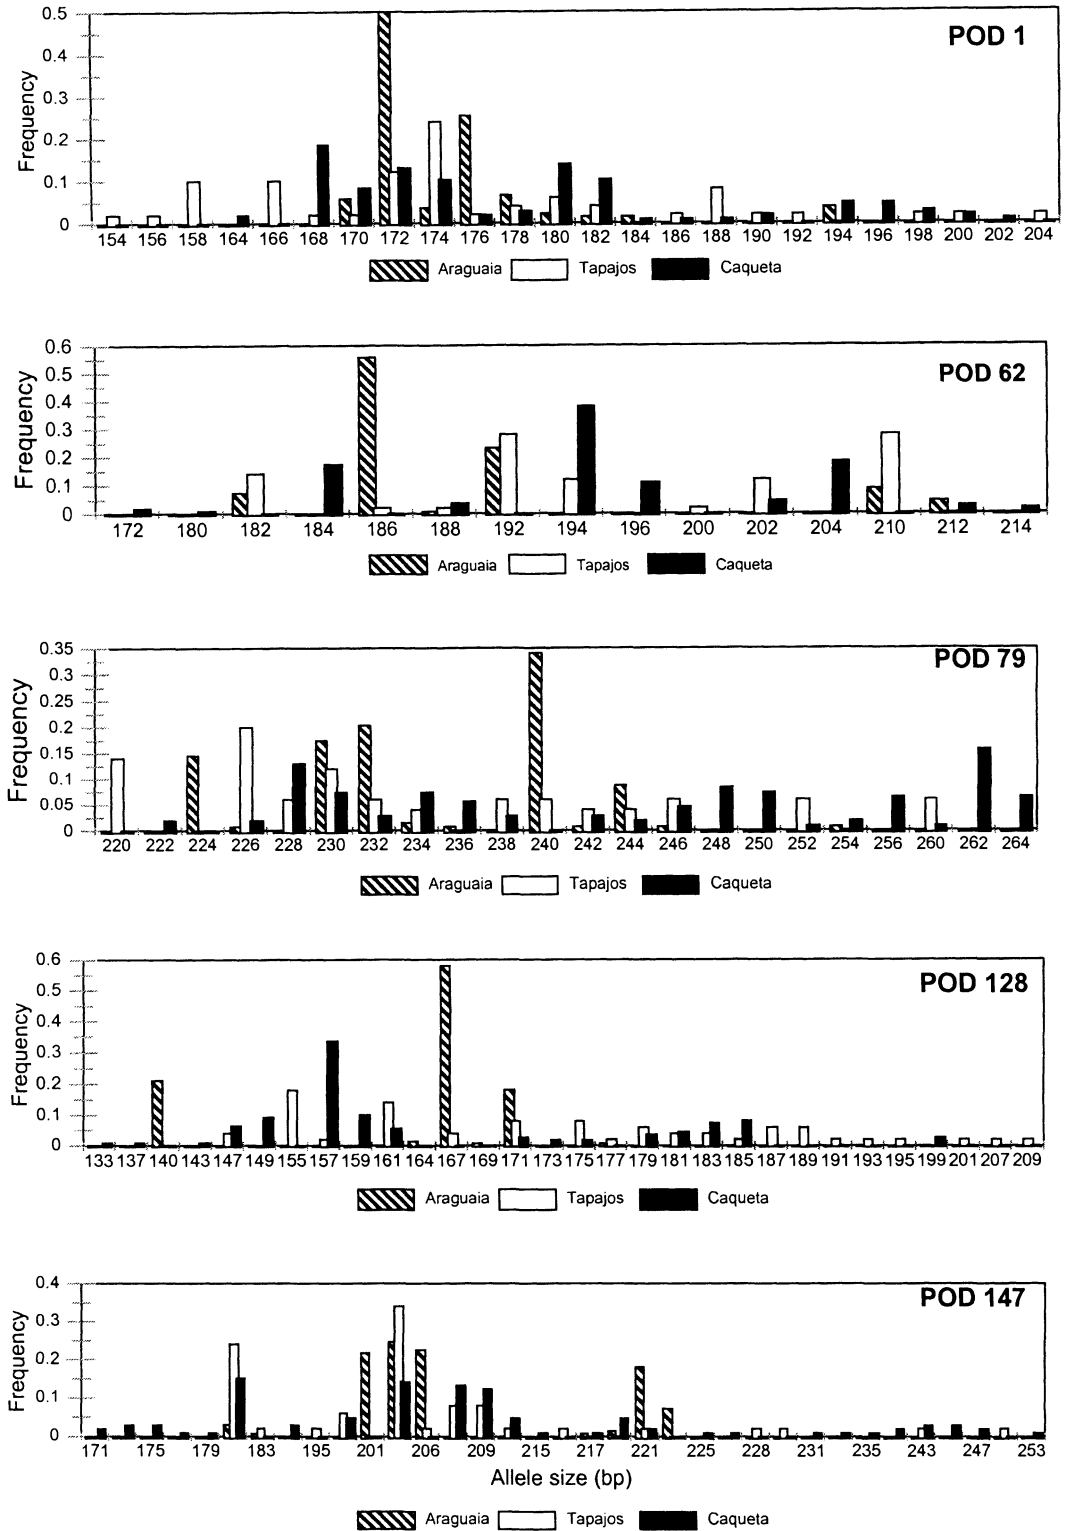 POD 1
Frequency
0.5
0.4
0.3
0.2
0.1
0
154 156 158 164 166 168 170 172 174 176 178 180 182 184 186 188 190 192 194 196 198 200 202 204
Araguaia Tapajos Caqueta
POD 62
Frequency
0.6
0.5
0.4
0.3
0.2
0.1
0
172 180 182 184 186 188 192 194 196 200 202 204 210 212 214
Araguaia Tapajos Caqueta
POD 79
Frequency
0.35
0.3
0.25
0.2
0.15
0.1
0.05
0
220 222 224 226 228 230 232 234 236 238 240 242 244 246 248 250 252 254 256 260 262 264
Araguaia Tapajos Caqueta
POD 128
Frequency
0.6
0.5
0.4
0.3
0.2
0.1
0
133 137 140 143 147 149 155 157 159 161 164 167 169 171 173 175 177 179 181 183 185 187 189 191 193 195 199 201 207 209
Araguaia Tapajos Caqueta
POD 147
Frequency
0.4
0.3
0.2
0.1
0
171 175 179 183 195 201 206 209 215 217 221 225 228 231 235 243 247 253
Allele size (bp)
Araguaia Tapajos Caqueta